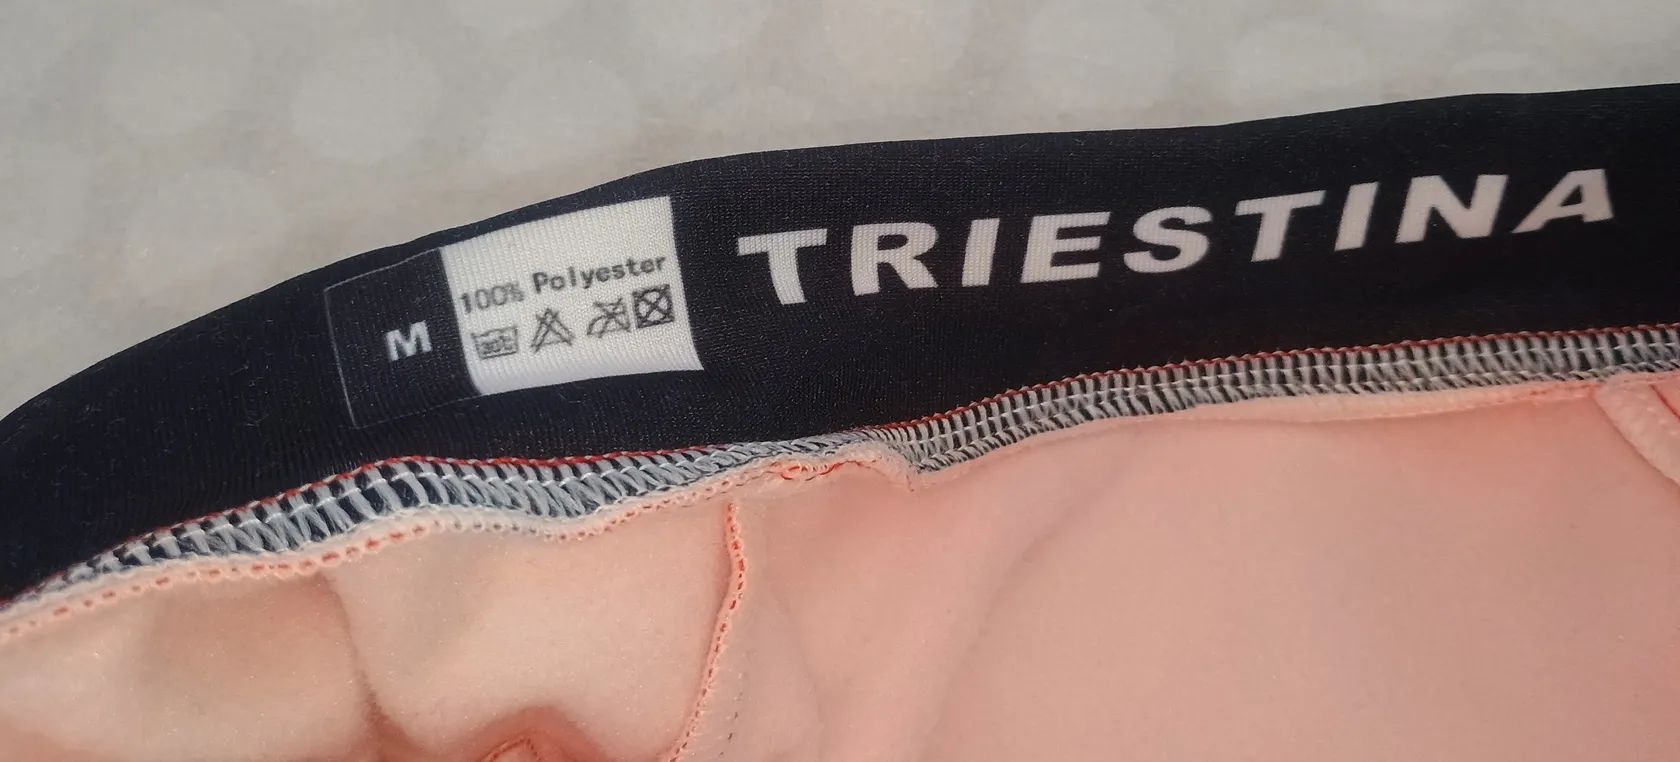 M
100% Polyester
TRIESTINA